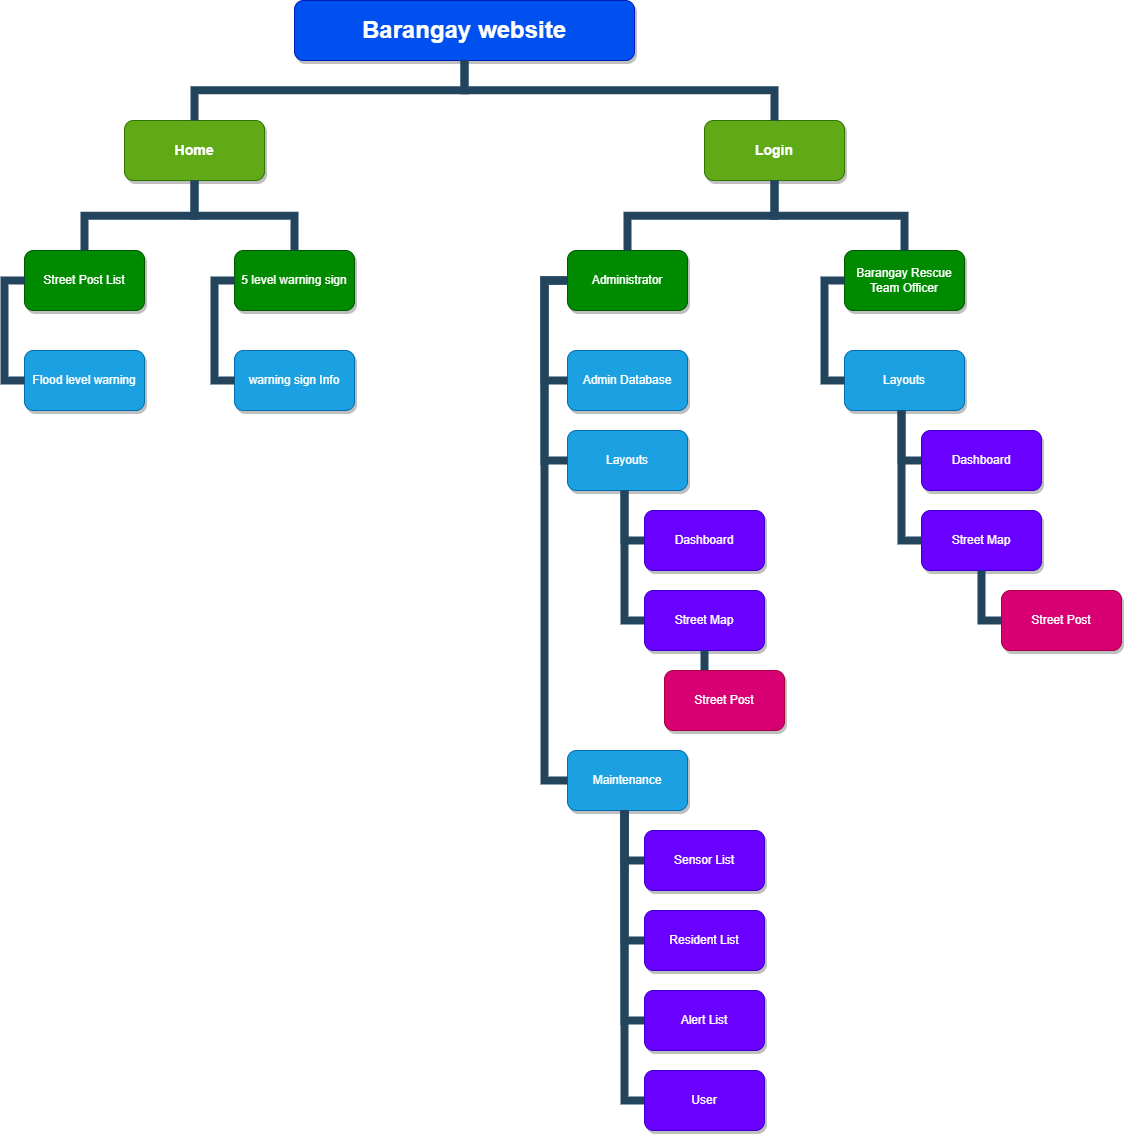 Barangay website
Home
Login
Street Post List
5 level warning sign
Administrator
Barangay Rescue
Team Officer
Flood level warning
warning sign Info
Admin Database
Layouts
Layouts
Dashboard
Dashboard
Street Map
Street Map
Street Post
Street Post
Maintenance
Sensor List
Resident List
Alert List
User